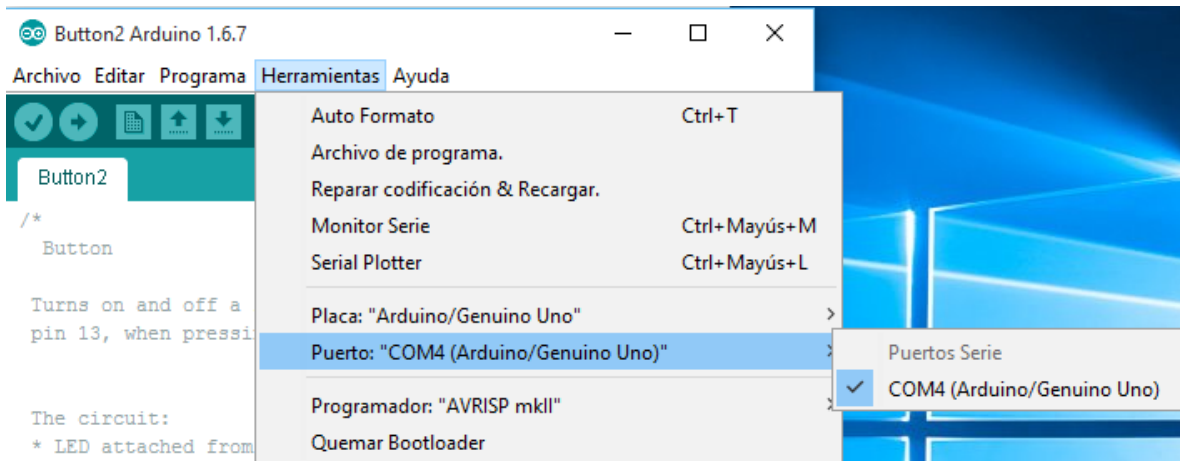 Button2 Arduino 1.6.7
Archivo Editar Programa Herramientas Ayuda
Auto Formato Ctrl+T
Archivo de programa.
Reparar codificación & Recargar.
Monitor Serie Ctrl+Mayús+M
Serial Plotter Ctrl+Mayús+L
Placa: "Arduino/Genuino Uno"
Puerto: "COM4 (Arduino/Genuino Uno)"
Programador: "AVRISP mkII"
Quemar Bootloader
Puertos Serie
COM4 (Arduino/Genuino Uno)
Button2
/*
Button
Turns on and off a
pin 13, when pressi
The circuit:
* LED attached from